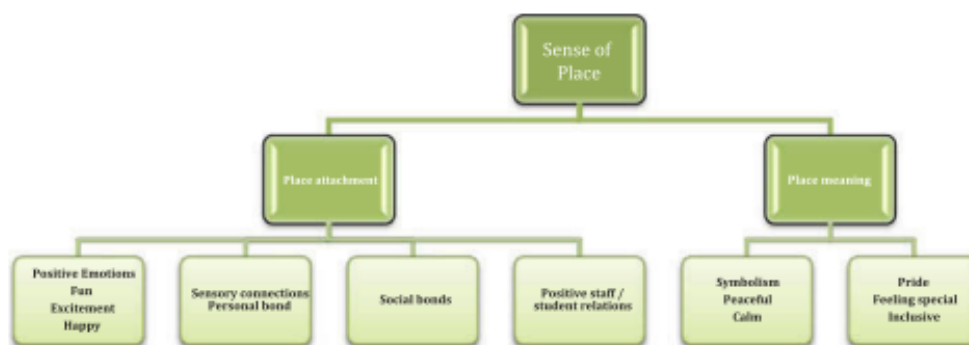 Sense of
Place
Place attachment
Place meaning
Positive Emotions
Fun
Excitement
Happy
Sensory connections
Personal bond
Social bonds
Positive staff /
student relations
Symbolism
Peaceful
Calm
Pride
Feeling special
Inclusive